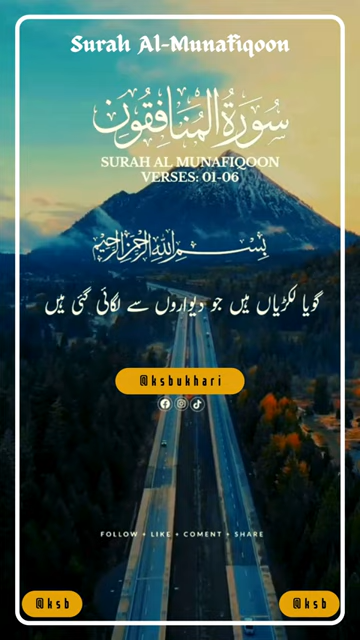 Surah Al-Munafiqoon
سُورَةُ المُنَافِقُون
SURAH AL MUNAFIQOON
VERSES: 01-06
بِسْمِ اللهِ الرَّحْمٰنِ الرَّحِيْمِ
گویا لکڑیاں ہیں جو دیواروں سے لگائی گئی ہیں
@ksbukhari
FOLLOW + LIKE + COMENT + SHARE
@ksb
@ksb